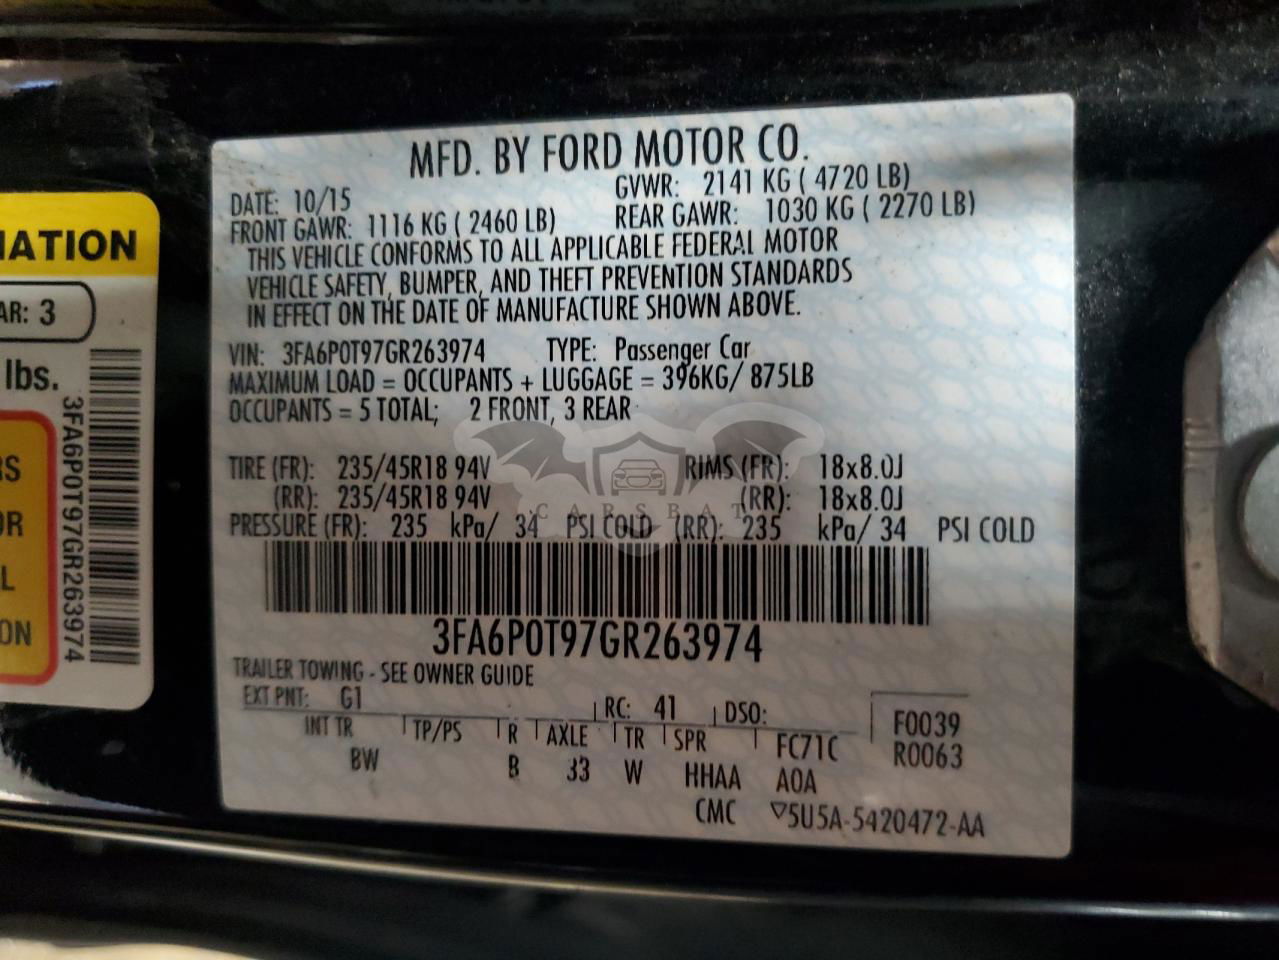 MFD. BY FORD MOTOR CO.
DATE: 10/15 GVWR: 2141 KG ( 4720 LB)
FRONT GAWR: 1116 KG ( 2460 LB) REAR GAWR: 1030 KG ( 2270 LB)
THIS VEHICLE CONFORMS TO ALL APPLICABLE FEDERAL MOTOR
VEHICLE SAFETY, BUMPER, AND THEFT PREVENTION STANDARDS
IN EFFECT ON THE DATE OF MANUFACTURE SHOWN ABOVE.
VIN: 3FA6P0T97GR263974 TYPE: Passenger Car
MAXIMUM LOAD = OCCUPANTS + LUGGAGE = 396KG/ 875LB
OCCUPANTS = 5 TOTAL; 2 FRONT, 3 REAR
TIRE (FR): 235/45R18 94V RIMS (FR): 18x8.0J
(RR): 235/45R18 94V (RR): 18x8.0J
CARSBAT
PRESSURE (FR): 235 kPa/ 34 PSI COLD (RR): 235 kPa/ 34 PSI COLD
3FA6P0T97GR263974
TRAILER TOWING - SEE OWNER GUIDE
EXT PNT: G1 RC: 41 DSO:
INT TR TP/PS R AXLE TR SPR FC71C F0039
BW B 33 W HHAA A0A R0063
CMC 5U5A-5420472-AA
MATION
AR: 3
lbs.
3FA6P0T97GR263974
RS
OR
L
ON